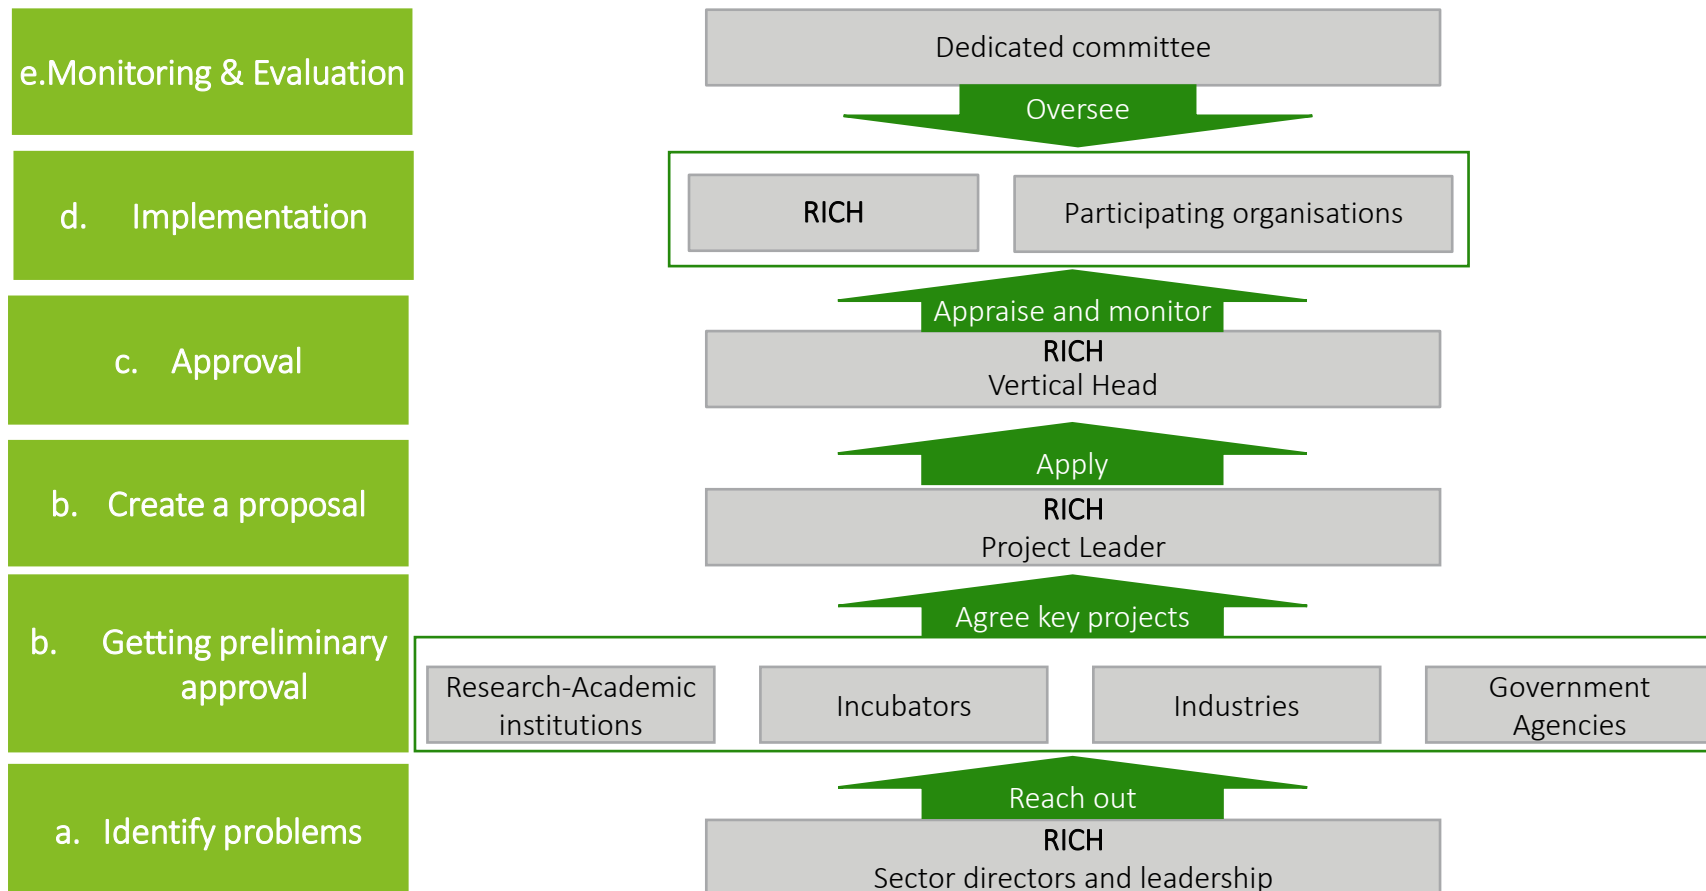 e.Monitoring & Evaluation
Dedicated committee
Oversee
d. Implementation
RICH
Participating organisations
Appraise and monitor
c. Approval
RICH
Vertical Head
Apply
b. Create a proposal
RICH
Project Leader
Agree key projects
b. Getting preliminary
approval
Research-Academic
institutions
Incubators
Industries
Government
Agencies
Reach out
a. Identify problems
RICH
Sector directors and leadership